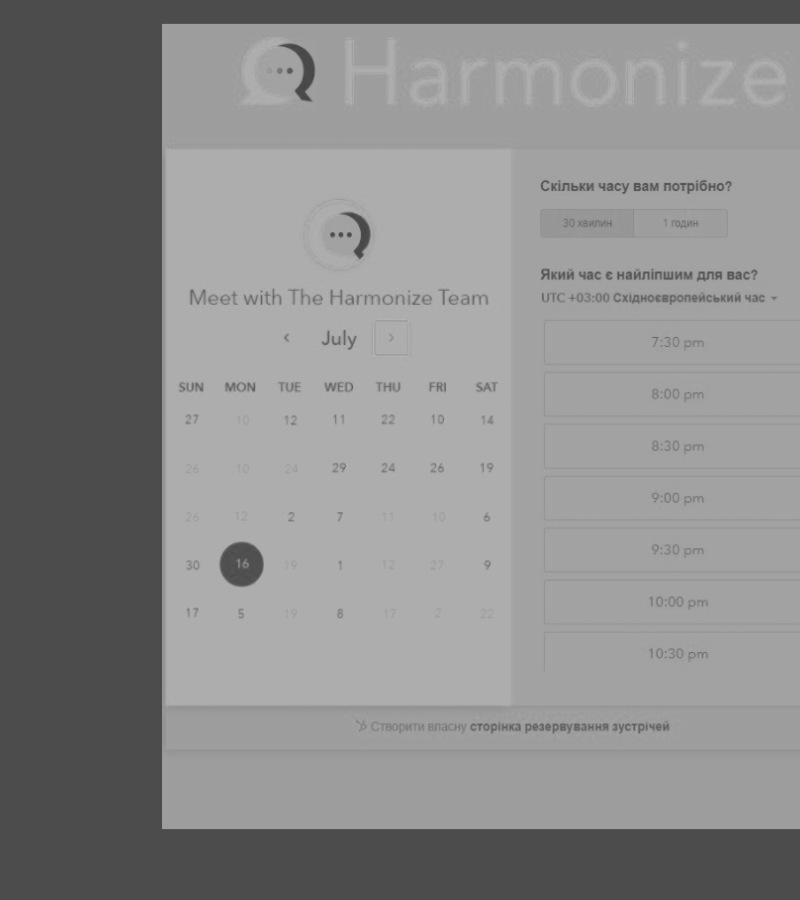 Harmonize
Meet with The Harmonize Team
July
SUN MON TUE WED THU FRI SAT
27 10 12 11 22 10 14
26 10 24 29 24 26 19
26 12 2 7 11 10 6
30 16 19 1 12 27 9
17 5 19 8 17 2 22
Скільки часу вам потрібно?
30 хвилин 1 годин
Який час є найліпшим для вас?
UTC +03:00 Східноєвропейський час
7:30 pm
8:00 pm
8:30 pm
9:00 pm
9:30 pm
10:00 pm
10:30 pm
Створити власну сторінка резервування зустрічей